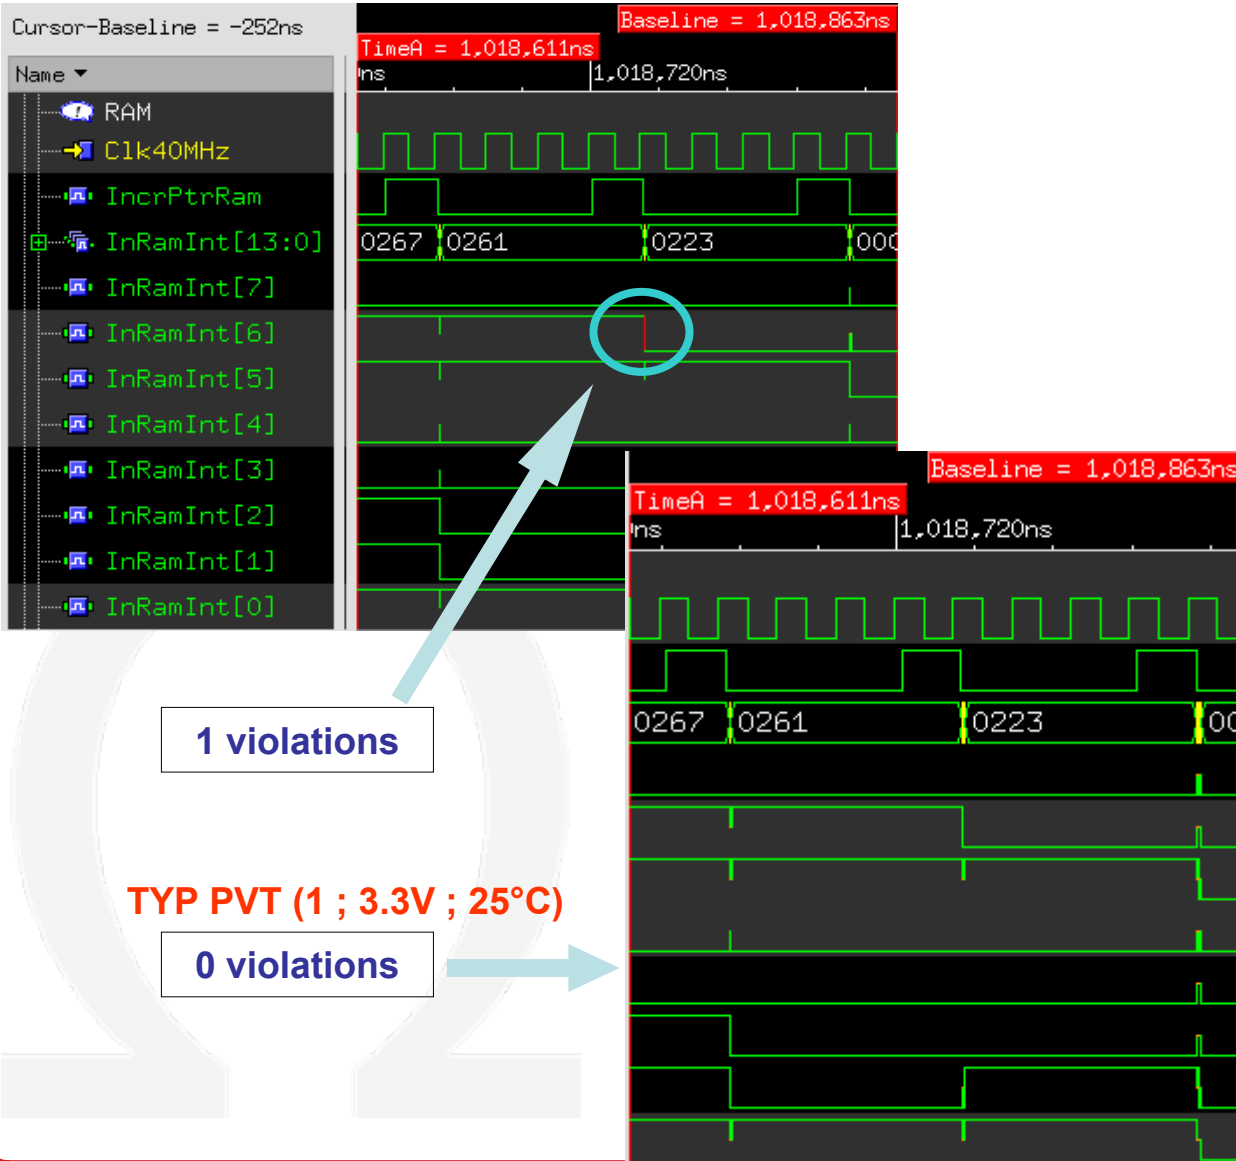 Cursor-Baseline = -252ns
Baseline = 1,018,863ns
TimeA = 1,018,611ns
Name
ns
1,018,720ns
RAM
Clk40MHz
IncrPtrRam
InRamInt[13:0]
0267
0261
0223
000
InRamInt[7]
InRamInt[6]
InRamInt[5]
InRamInt[4]
InRamInt[3]
InRamInt[2]
InRamInt[1]
InRamInt[0]
Baseline = 1,018,863ns
TimeA = 1,018,611ns
ns
1,018,720ns
0267
0261
0223
00
1 violations
TYP PVT (1 ; 3.3V ; 25°C)
0 violations